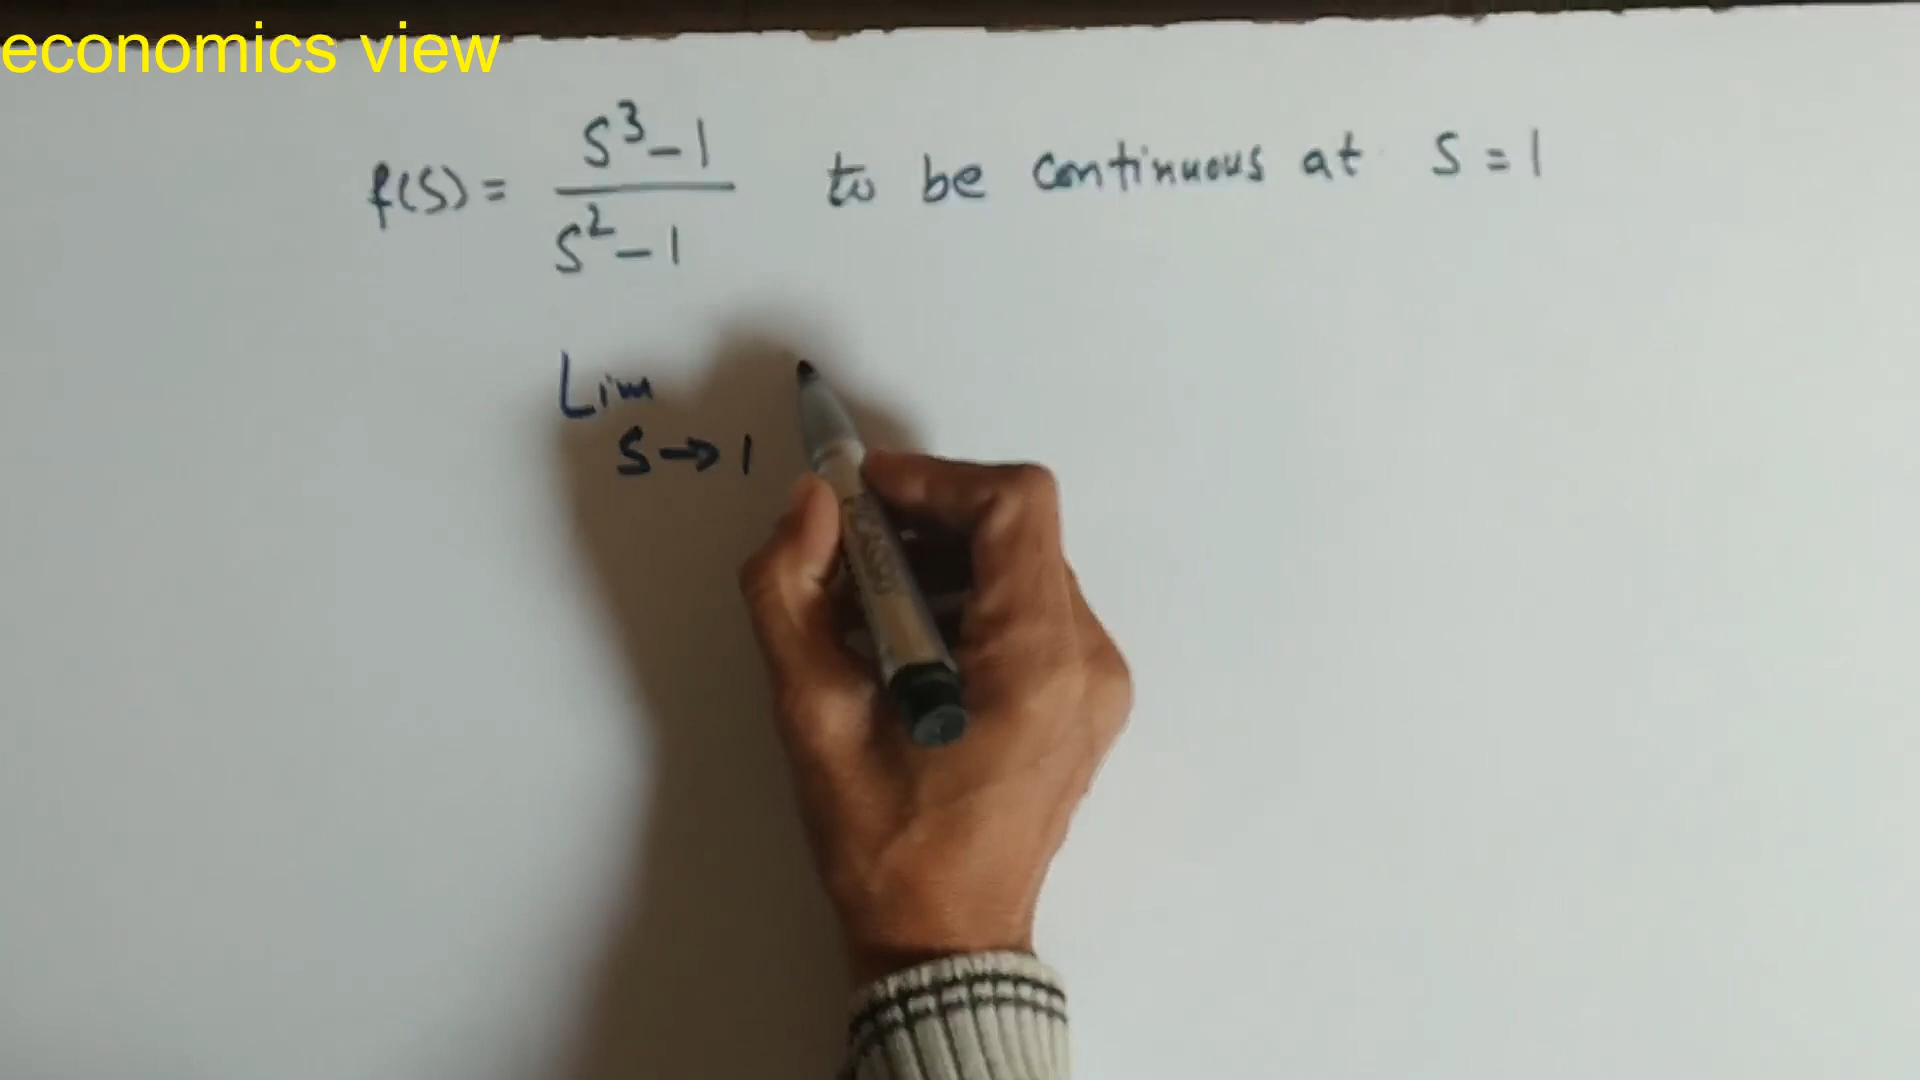 economics view
f(S) = S³-1 / S²-1 to be continuous at S = 1
Lim
S→1